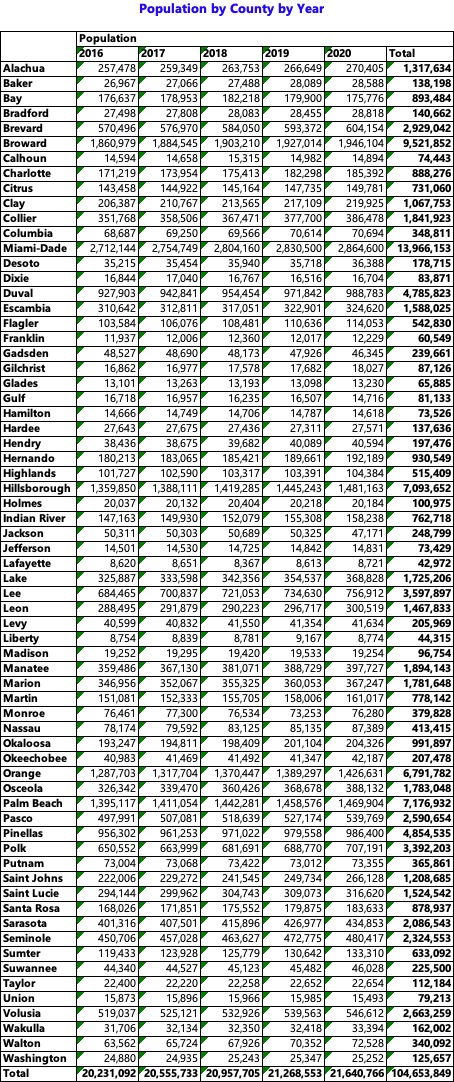 Population by County by Year
Population
2016 2017 2018 2019 2020 Total
Alachua 257,478 259,349 263,753 266,649 270,405 1,317,634
Baker 26,967 27,066 27,488 28,089 28,588 138,198
Bay 176,637 178,953 182,218 179,900 175,776 893,484
Bradford 27,498 27,808 28,083 28,455 28,818 140,662
Brevard 570,496 576,970 584,050 593,372 604,154 2,929,042
Broward 1,860,979 1,884,545 1,903,210 1,927,014 1,946,104 9,521,852
Calhoun 14,594 14,658 15,315 14,982 14,894 74,443
Charlotte 171,219 173,954 175,413 182,298 185,392 888,276
Citrus 143,458 144,922 145,164 147,735 149,781 731,060
Clay 206,387 210,767 213,565 217,109 219,925 1,067,753
Collier 351,768 358,506 367,471 377,700 386,478 1,841,923
Columbia 68,687 69,250 69,566 70,614 70,694 348,811
Miami-Dade 2,712,144 2,754,749 2,804,160 2,830,500 2,864,600 13,966,153
Desoto 35,215 35,454 35,940 35,718 36,388 178,715
Dixie 16,844 17,040 16,767 16,516 16,704 83,871
Duval 927,903 942,841 954,454 971,842 988,783 4,785,823
Escambia 310,642 312,811 317,051 322,901 324,620 1,588,025
Flagler 103,584 106,076 108,481 110,636 114,053 542,830
Franklin 11,937 12,006 12,360 12,017 12,229 60,549
Gadsden 48,527 48,690 48,173 47,926 46,345 239,661
Gilchrist 16,862 16,977 17,578 17,682 18,027 87,126
Glades 13,101 13,263 13,193 13,098 13,230 65,885
Gulf 16,718 16,957 16,235 16,507 14,716 81,133
Hamilton 14,666 14,749 14,706 14,787 14,618 73,526
Hardee 27,643 27,675 27,436 27,311 27,571 137,636
Hendry 38,436 38,675 39,682 40,089 40,594 197,476
Hernando 180,213 183,065 185,421 189,661 192,189 930,549
Highlands 101,727 102,590 103,317 103,391 104,384 515,409
Hillsborough 1,359,850 1,388,111 1,419,285 1,445,243 1,481,163 7,093,652
Holmes 20,037 20,132 20,404 20,218 20,184 100,975
Indian River 147,163 149,930 152,079 155,308 158,238 762,718
Jackson 50,311 50,303 50,689 50,325 47,171 248,799
Jefferson 14,501 14,530 14,725 14,842 14,831 73,429
Lafayette 8,620 8,651 8,367 8,613 8,721 42,972
Lake 325,887 333,598 342,356 354,537 368,828 1,725,206
Lee 684,465 700,837 721,053 734,630 756,912 3,597,897
Leon 288,495 291,879 290,223 296,717 300,519 1,467,833
Levy 40,599 40,832 41,550 41,354 41,634 205,969
Liberty 8,754 8,839 8,781 9,167 8,774 44,315
Madison 19,252 19,295 19,420 19,533 19,254 96,754
Manatee 359,486 367,130 381,071 388,729 397,727 1,894,143
Marion 346,956 352,067 355,325 360,053 367,247 1,781,648
Martin 151,081 152,333 155,705 158,006 161,017 778,142
Monroe 76,461 77,300 76,534 73,253 76,280 379,828
Nassau 78,174 79,592 83,125 85,135 87,389 413,415
Okaloosa 193,247 194,811 198,409 201,104 204,326 991,897
Okeechobee 40,983 41,469 41,492 41,347 42,187 207,478
Orange 1,287,703 1,317,704 1,370,447 1,389,297 1,426,631 6,791,782
Osceola 326,342 339,470 360,426 368,678 388,132 1,783,048
Palm Beach 1,395,117 1,411,054 1,442,281 1,458,576 1,469,904 7,176,932
Pasco 497,991 507,081 518,639 527,174 539,769 2,590,654
Pinellas 956,302 961,253 971,022 979,558 986,400 4,854,535
Polk 650,552 663,999 681,691 688,770 707,191 3,392,203
Putnam 73,004 73,068 73,422 73,012 73,355 365,861
Saint Johns 222,006 229,272 241,545 249,734 266,128 1,208,685
Saint Lucie 294,144 299,962 304,743 309,073 316,620 1,524,542
Santa Rosa 168,026 171,851 175,552 179,875 183,633 878,937
Sarasota 401,316 407,501 415,896 426,977 434,853 2,086,543
Seminole 450,706 457,028 463,627 472,775 480,417 2,324,553
Sumter 119,433 123,928 125,779 130,642 133,310 633,092
Suwannee 44,340 44,527 45,123 45,482 46,028 225,500
Taylor 22,400 22,220 22,258 22,652 22,654 112,184
Union 15,873 15,896 15,966 15,985 15,493 79,213
Volusia 519,037 525,121 532,926 539,563 546,612 2,663,259
Wakulla 31,706 32,134 32,350 32,418 33,394 162,002
Walton 63,562 65,724 67,926 70,352 72,528 340,092
Washington 24,880 24,935 25,243 25,347 25,252 125,657
Total 20,231,092 20,555,733 20,957,705 21,268,553 21,640,766 104,653,849